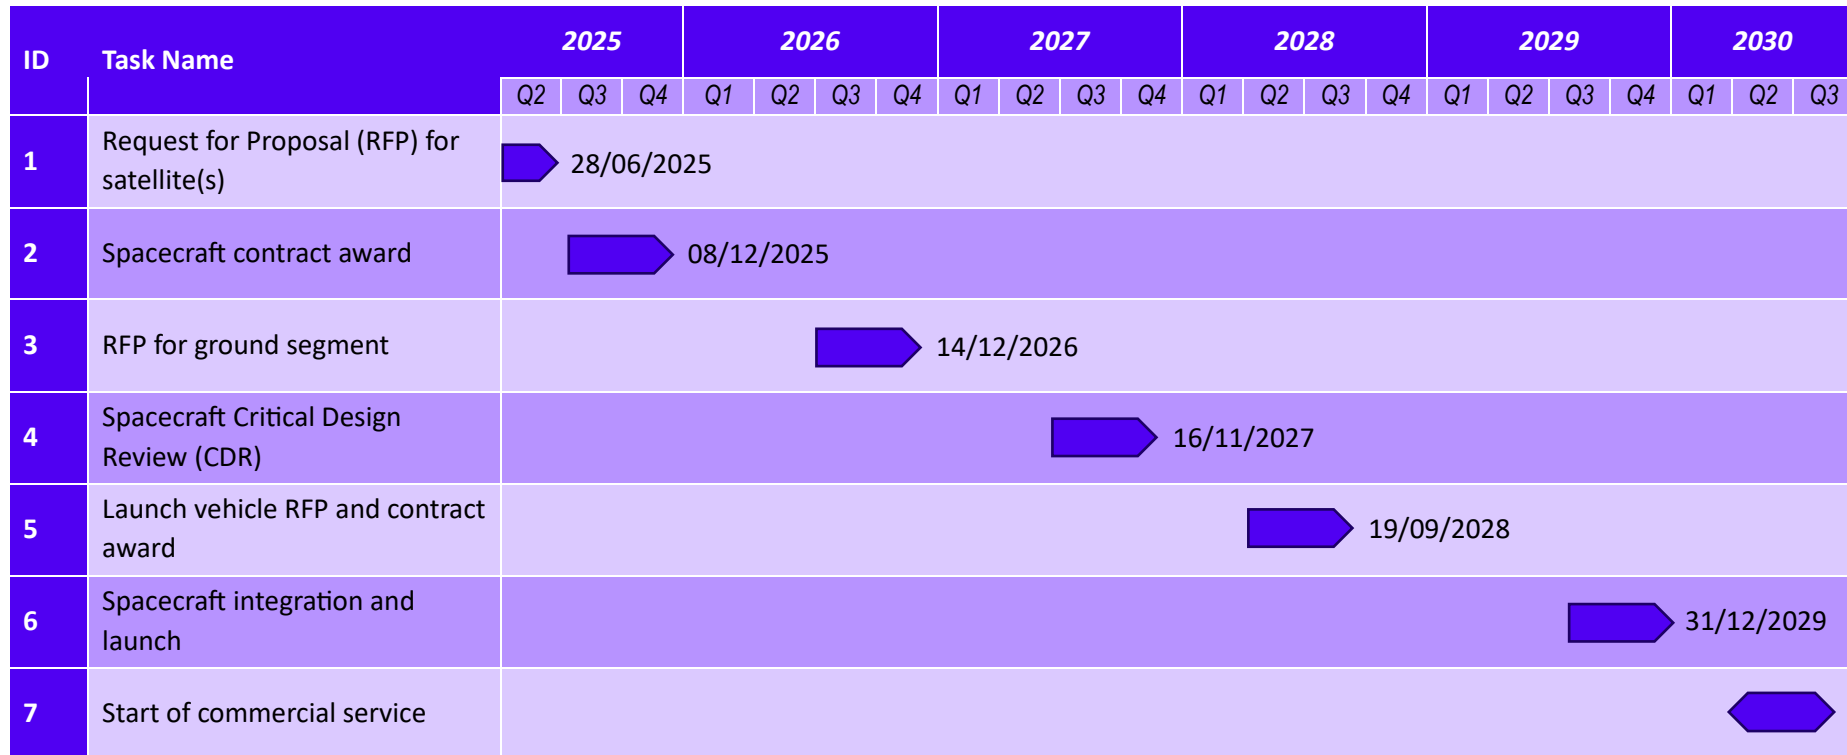 ID Task Name 2025 2026 2027 2028 2029 2030
Q2 Q3 Q4 Q1 Q2 Q3 Q4 Q1 Q2 Q3 Q4 Q1 Q2 Q3 Q4 Q1 Q2 Q3 Q4 Q1 Q2 Q3
1 Request for Proposal (RFP) for
satellite(s)
28/06/2025
2 Spacecraft contract award 08/12/2025
3 RFP for ground segment 14/12/2026
4 Spacecraft Critical Design
Review (CDR)
16/11/2027
5 Launch vehicle RFP and contract
award
19/09/2028
6 Spacecraft integration and
launch
31/12/2029
7 Start of commercial service